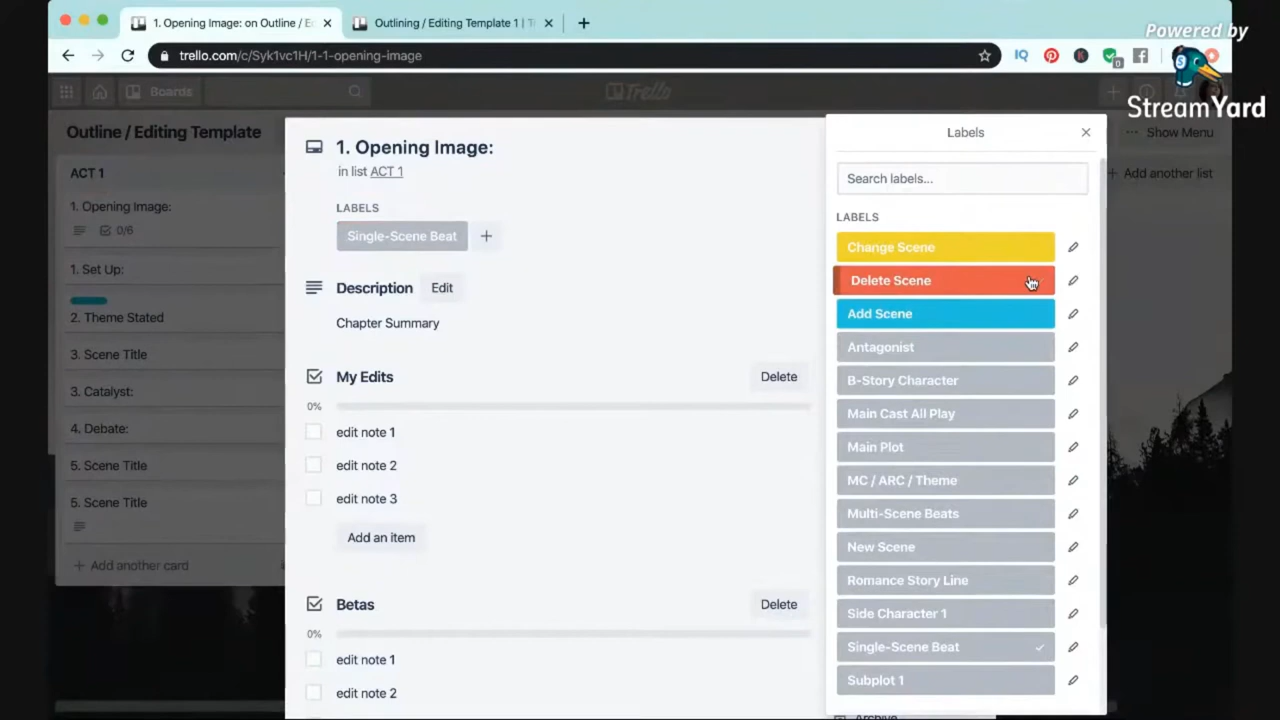 1. Opening Image: on Outline / E
Outlining / Editing Template 1 | T
Powered by
StreamYard
trello.com/c/Syk1vc1H/1-1-opening-image
IQ
0
Boards
Trello
Outline / Editing Template
Show Menu
ACT 1
1. Opening Image:
0/6
1. Set Up:
2. Theme Stated
3. Scene Title
3. Catalyst:
4. Debate:
5. Scene Title
5. Scene Title
+ Add another card
+ Add another list
1. Opening Image:
in list ACT 1
LABELS
Single-Scene Beat
+
Description
Edit
Chapter Summary
My Edits
Delete
0%
edit note 1
edit note 2
edit note 3
Add an item
Betas
Delete
0%
edit note 1
edit note 2
Labels
Search labels...
LABELS
Change Scene
Delete Scene
Add Scene
Antagonist
B-Story Character
Main Cast All Play
Main Plot
MC / ARC / Theme
Multi-Scene Beats
New Scene
Romance Story Line
Side Character 1
Single-Scene Beat
Subplot 1
Archive